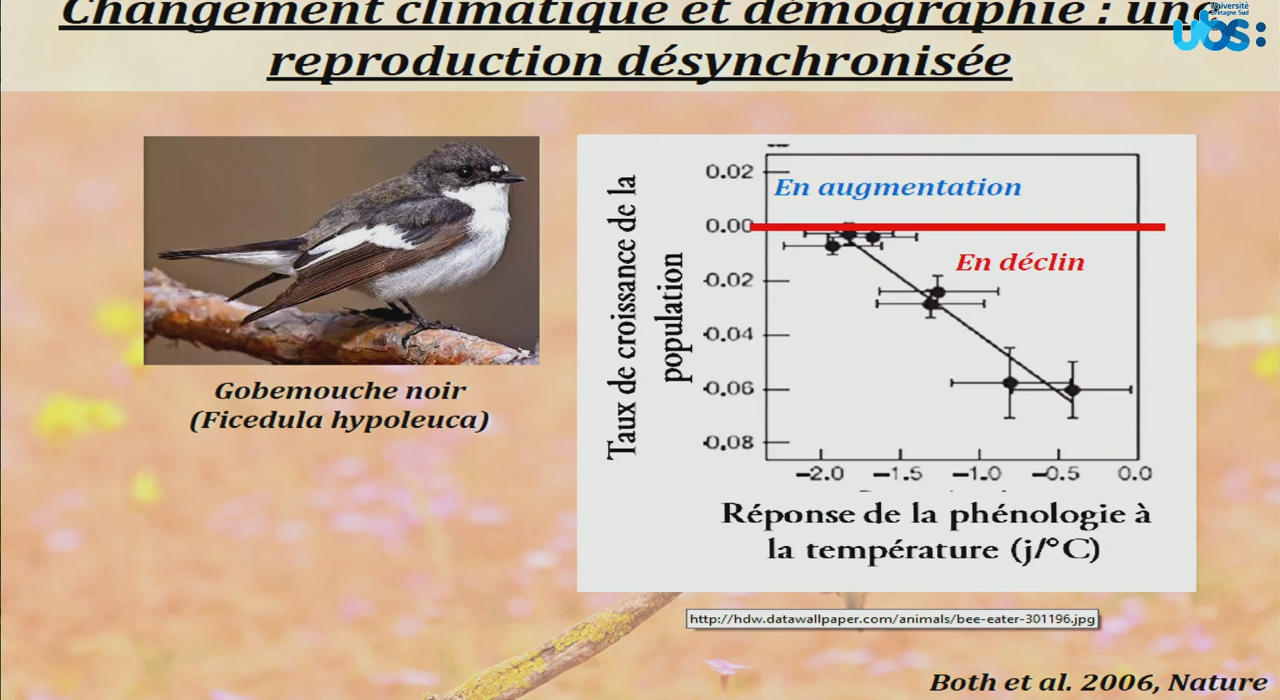 Changement climatique et démographie : une
reproduction désynchronisée
Université
Bretagne Sud
ubs:
Gobemouche noir
(Ficedula hypoleuca)
Taux de croissance de la
population
0.02
0.00
-0.02
-0.04
-0.06
-0.08
En augmentation
En déclin
−2.0 −1.5 −1.0 −0.5 0.0
Réponse de la phénologie à
la température (j/°C)
http://hdw.datawallpaper.com/animals/bee-eater-301196.jpg
Both et al. 2006, Nature